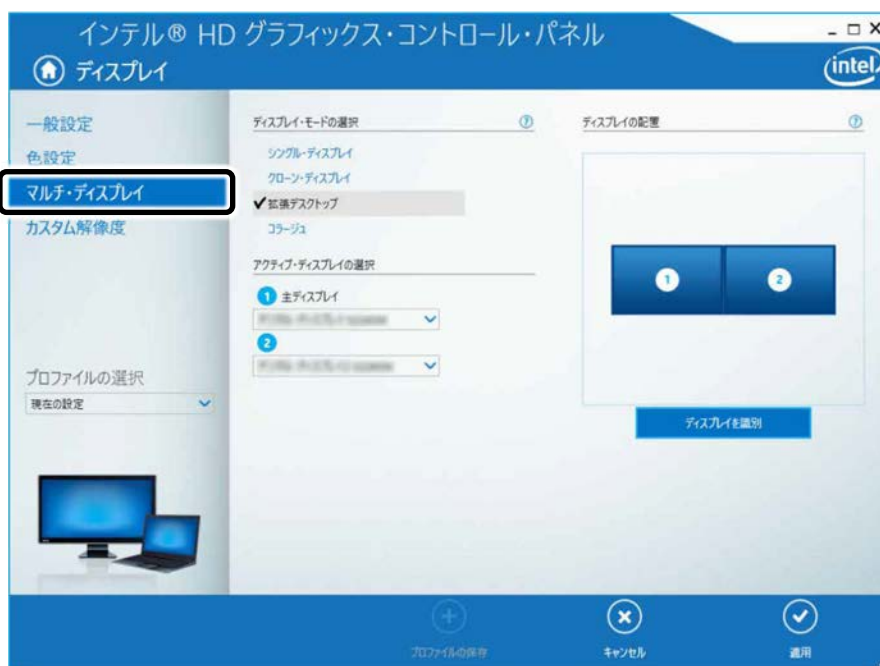 インテル® HD グラフィックス・コントロール・パネル
ディスプレイ
intel
一般設定
色設定
マルチ・ディスプレイ
カスタム解像度
プロファイルの選択
現在の設定
ディスプレイ・モードの選択
シングル・ディスプレイ
クローン・ディスプレイ
✔拡張デスクトップ
コラージュ
アクティブ・ディスプレイの選択
1 主ディスプレイ
2
ディスプレイの配置
1 2
ディスプレイを識別
プロファイルの保存
キャンセル
適用